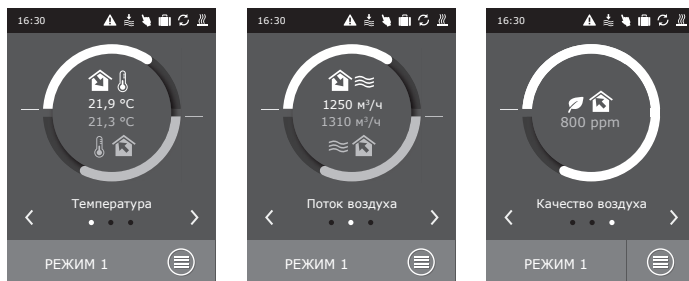 16:30
21,9 °C
21,3 °C
Температура
РЕЖИМ 1
16:30
1250 м³/ч
1310 м³/ч
Поток воздуха
РЕЖИМ 1
16:30
800 ppm
Качество воздуха
РЕЖИМ 1